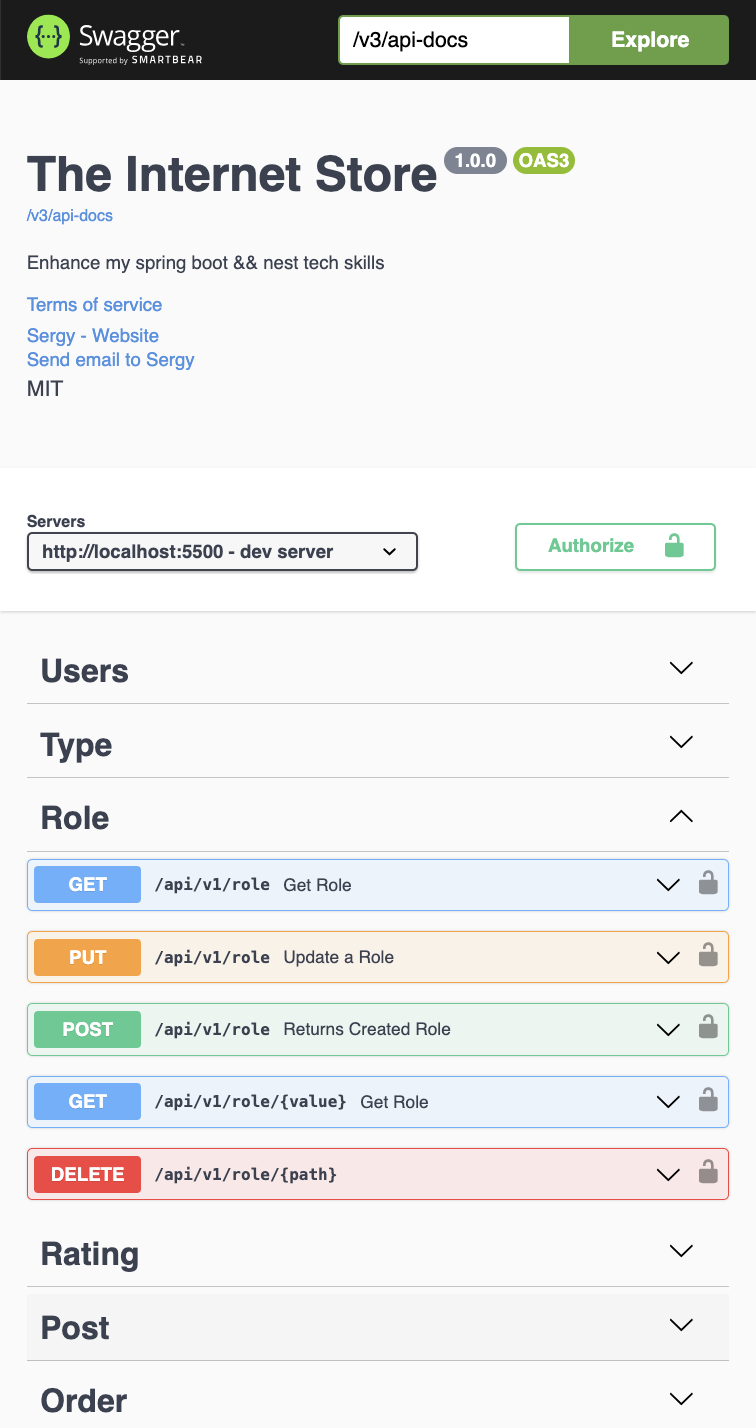 {···} Swagger™
Supported by SMARTBEAR
/v3/api-docs
Explore
The Internet Store 1.0.0 OAS3
/v3/api-docs
Enhance my spring boot && nest tech skills
Terms of service
Sergy - Website
Send email to Sergy
MIT
Servers
http://localhost:5500 - dev server
Authorize
Users
Type
Role
GET /api/v1/role Get Role
PUT /api/v1/role Update a Role
POST /api/v1/role Returns Created Role
GET /api/v1/role/{value} Get Role
DELETE /api/v1/role/{path}
Rating
Post
Order